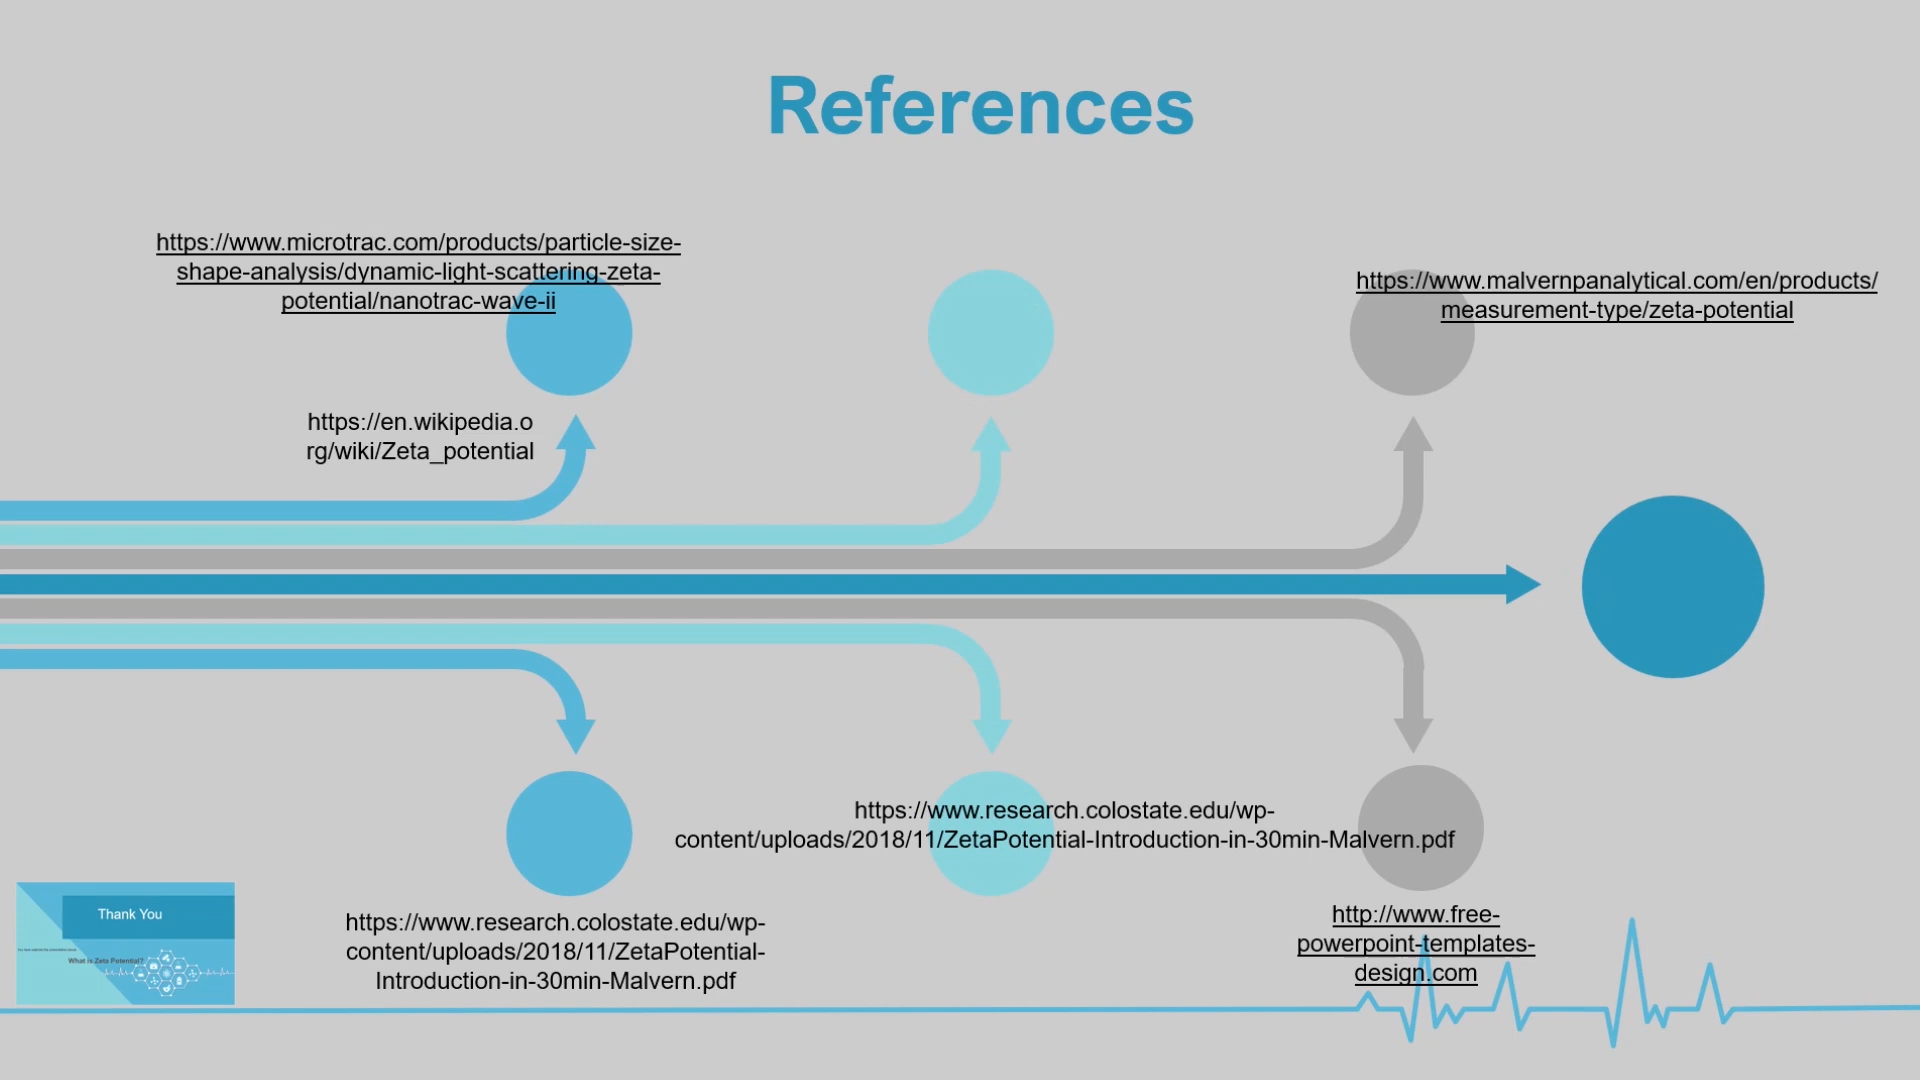 References
https://www.microtrac.com/products/particle-size-
shape-analysis/dynamic-light-scattering-zeta-
potential/nanotrac-wave-ii
https://www.malvernpanalytical.com/en/products/
measurement-type/zeta-potential
https://en.wikipedia.o
rg/wiki/Zeta_potential
https://www.research.colostate.edu/wp-
content/uploads/2018/11/ZetaPotential-Introduction-in-30min-Malvern.pdf
https://www.research.colostate.edu/wp-
content/uploads/2018/11/ZetaPotential-
Introduction-in-30min-Malvern.pdf
http://www.free-
powerpoint-templates-
design.com
Thank You
What is Zeta Potential?